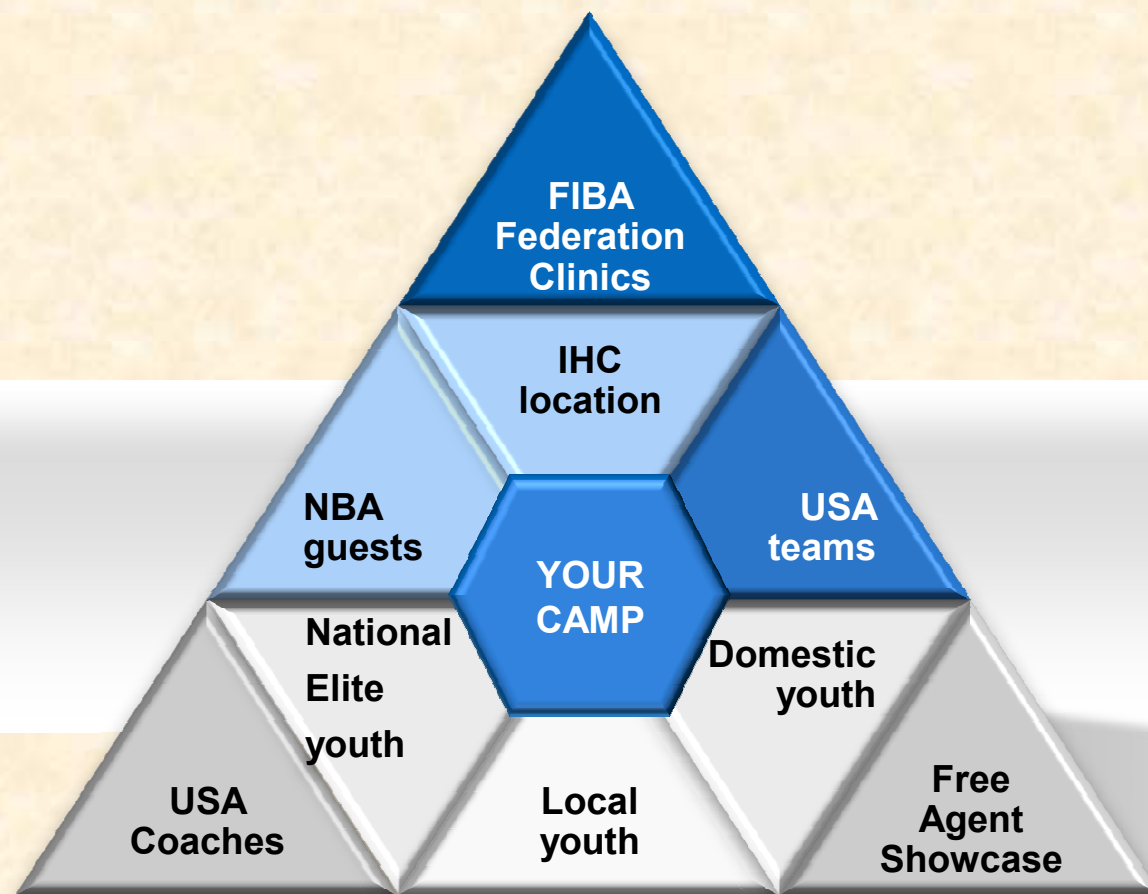 FIBA
Federation
Clinics
IHC
location
NBA
guests
USA
teams
YOUR
CAMP
National
Elite
youth
Domestic
youth
USA
Coaches
Local
youth
Free
Agent
Showcase